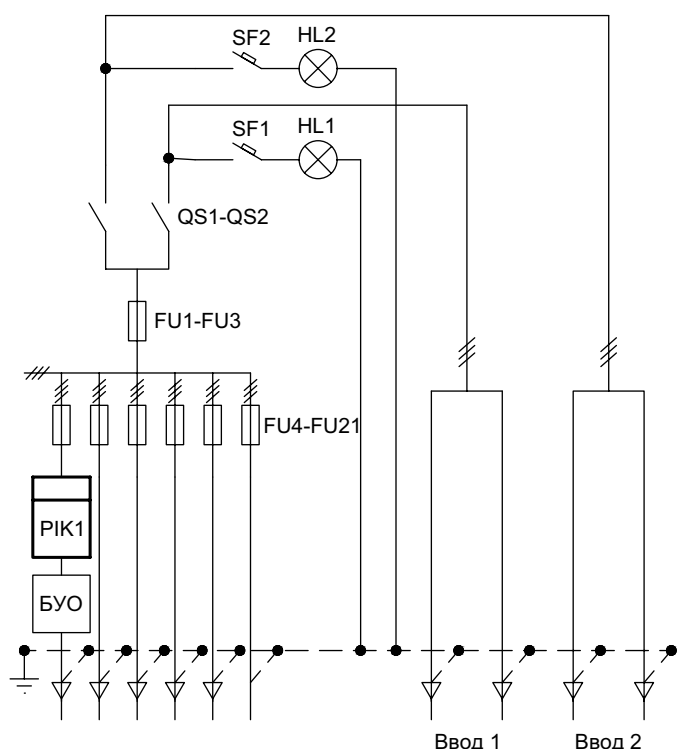 SF2
HL2
SF1
HL1
QS1-QS2
FU1-FU3
FU4-FU21
PIK1
БУО
Ввод 1
Ввод 2